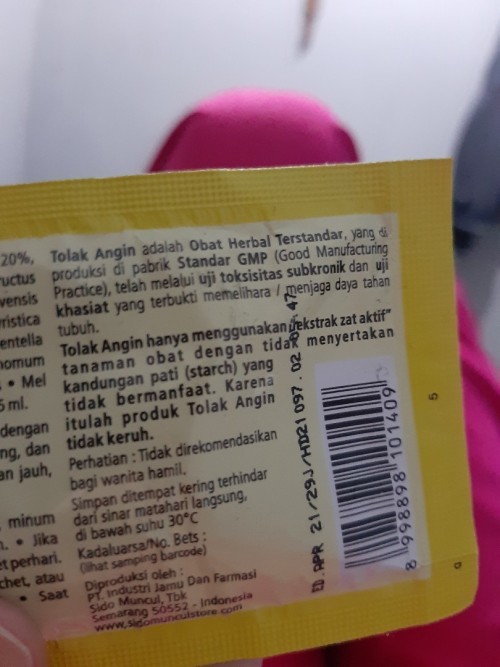 20%,
uctus
vensis
ristica
entella
nomum
• Mel
5 ml.
dengan
ng, dan
an jauh,
minum
n. • Jika
et perhari.
chet, atau
• Saat
Tolak Angin adalah Obat Herbal Terstandar, yang di
produksi di pabrik Standar GMP (Good Manufacturing
Practice), telah melalui uji toksisitas subkronik dan uji
khasiat yang terbukti memelihara / menjaga daya tahan
tubuh.
Tolak Angin hanya menggunakan "ekstrak zat aktif"
tanaman obat dengan tidak menyertakan
kandungan pati (starch) yang
tidak bermanfaat. Karena
itulah produk Tolak Angin
tidak keruh.
Perhatian : Tidak direkomendasikan
bagi wanita hamil.
Simpan ditempat kering terhindar
dari sinar matahari langsung,
di bawah suhu 30°C
Kadaluarsa/No. Bets :
(lihat samping barcode)
Diproduksi oleh :
PT. Industri Jamu Dan Farmasi
Sido Muncul, Tbk
Semarang 50552 - Indonesia
www.sidomunculstore.com
ED. APR 21/29J/HD21097. 02
47
8 998898 101409
5
9